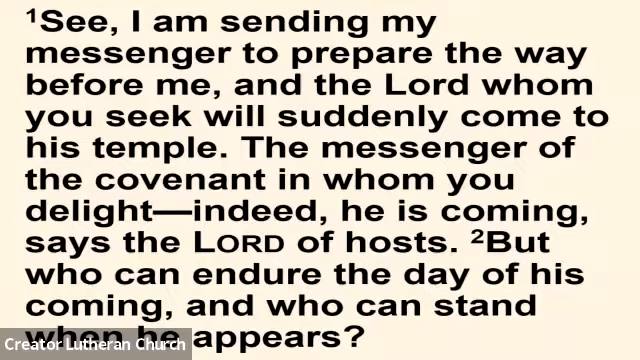 ¹See, I am sending my
messenger to prepare the way
before me, and the Lord whom
you seek will suddenly come to
his temple. The messenger of
the covenant in whom you
delight—indeed, he is coming,
says the LORD of hosts. ²But
who can endure the day of his
coming, and who can stand
when he appears?
Creator Lutheran Church